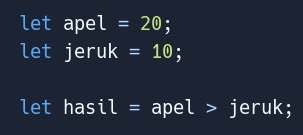 let apel = 20;
let jeruk = 10;
let hasil = apel > jeruk;